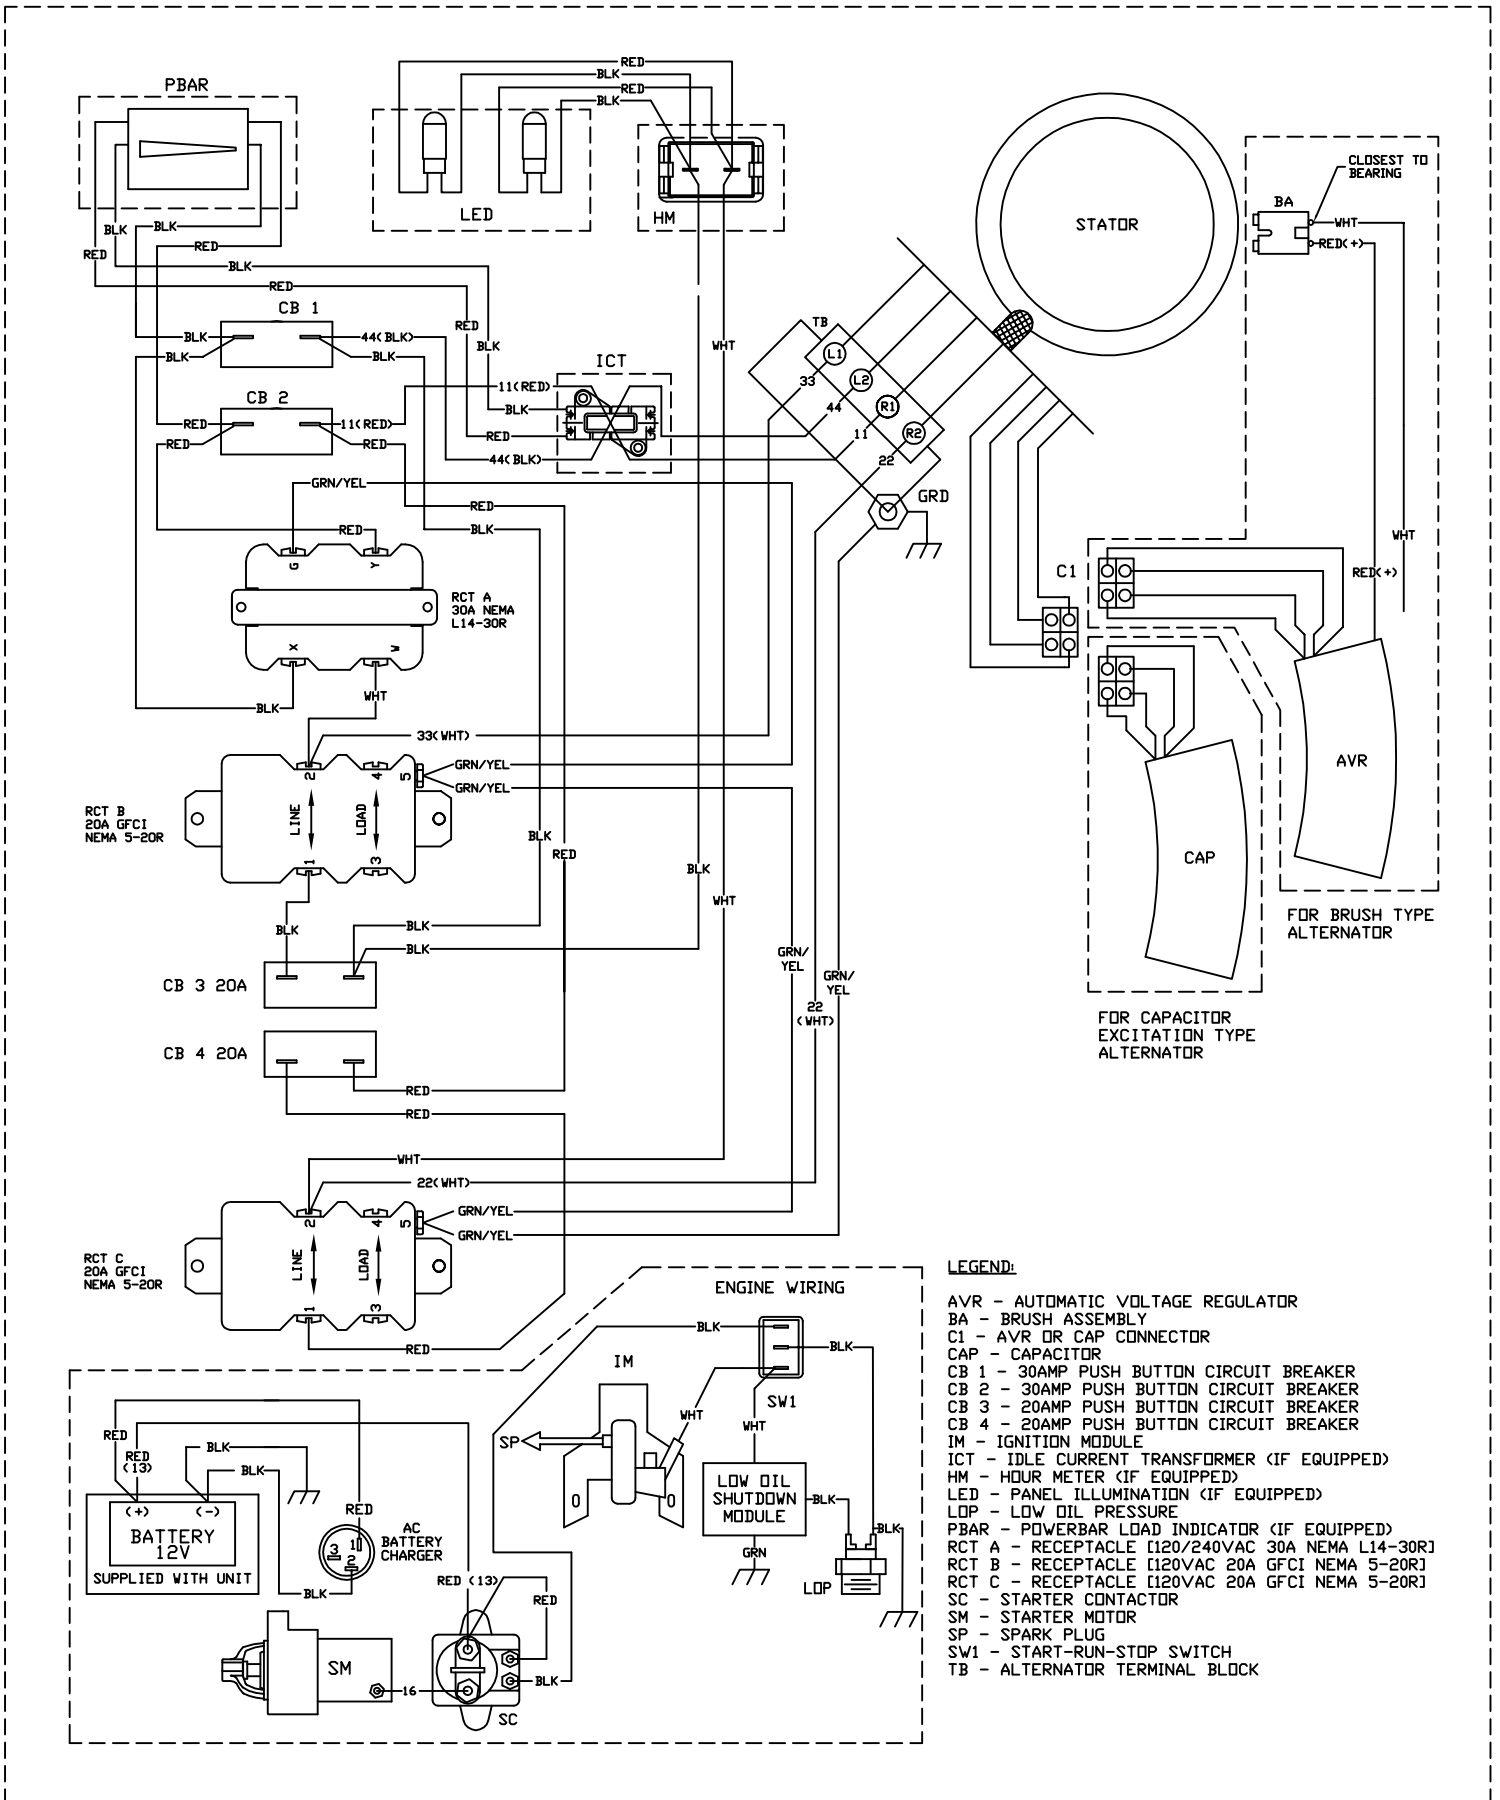 PBAR
RED
BLK
RED
BLK
LED
HM
BLK
BLK
RED
RED
BLK
RED
CB 1
BLK
44(BLK)
BLK
BLK
RED
BLK
WHT
ICT
CB 2
11(RED)
BLK
RED
11(RED)
RED
RED
RED
44(BLK)
GRN/YEL
RED
RED
BLK
STATOR
TB
L1
L2
R1
R2
33
44
11
22
GRD
CLOSEST TO
BEARING
BA
WHT
RED(+)
WHT
RED(+)
C1
G
Y
X
W
RCT A
30A NEMA
L14-30R
WHT
BLK
33(WHT)
GRN/YEL
GRN/YEL
2
4
5
LINE
LOAD
1
3
RCT B
20A GFCI
NEMA 5-20R
BLK
RED
BLK
WHT
BLK
BLK
BLK
GRN/
YEL
GRN/
YEL
22
(WHT)
CB 3 20A
CB 4 20A
RED
RED
AVR
CAP
FOR BRUSH TYPE
ALTERNATOR
FOR CAPACITOR
EXCITATION TYPE
ALTERNATOR
WHT
22(WHT)
GRN/YEL
GRN/YEL
2
4
5
LINE
LOAD
1
3
RCT C
20A GFCI
NEMA 5-20R
RED
ENGINE WIRING
BLK
BLK
IM
SW1
WHT
WHT
SP
LOW OIL
SHUTDOWN
MODULE
BLK
BLK
GRN
LOP
RED
RED
(13)
BLK
BLK
(+)
(-)
BATTERY
12V
SUPPLIED WITH UNIT
RED
AC
BATTERY
CHARGER
3
1
2
BLK
RED (13)
RED
BLK
SM
16
SC
LEGEND:
AVR - AUTOMATIC VOLTAGE REGULATOR
BA - BRUSH ASSEMBLY
C1 - AVR OR CAP CONNECTOR
CAP - CAPACITOR
CB 1 - 30AMP PUSH BUTTON CIRCUIT BREAKER
CB 2 - 30AMP PUSH BUTTON CIRCUIT BREAKER
CB 3 - 20AMP PUSH BUTTON CIRCUIT BREAKER
CB 4 - 20AMP PUSH BUTTON CIRCUIT BREAKER
IM - IGNITION MODULE
ICT - IDLE CURRENT TRANSFORMER (IF EQUIPPED)
HM - HOUR METER (IF EQUIPPED)
LED - PANEL ILLUMINATION (IF EQUIPPED)
LOP - LOW OIL PRESSURE
PBAR - POWERBAR LOAD INDICATOR (IF EQUIPPED)
RCT A - RECEPTACLE [120/240VAC 30A NEMA L14-30R]
RCT B - RECEPTACLE [120VAC 20A GFCI NEMA 5-20R]
RCT C - RECEPTACLE [120VAC 20A GFCI NEMA 5-20R]
SC - STARTER CONTACTOR
SM - STARTER MOTOR
SP - SPARK PLUG
SW1 - START-RUN-STOP SWITCH
TB - ALTERNATOR TERMINAL BLOCK